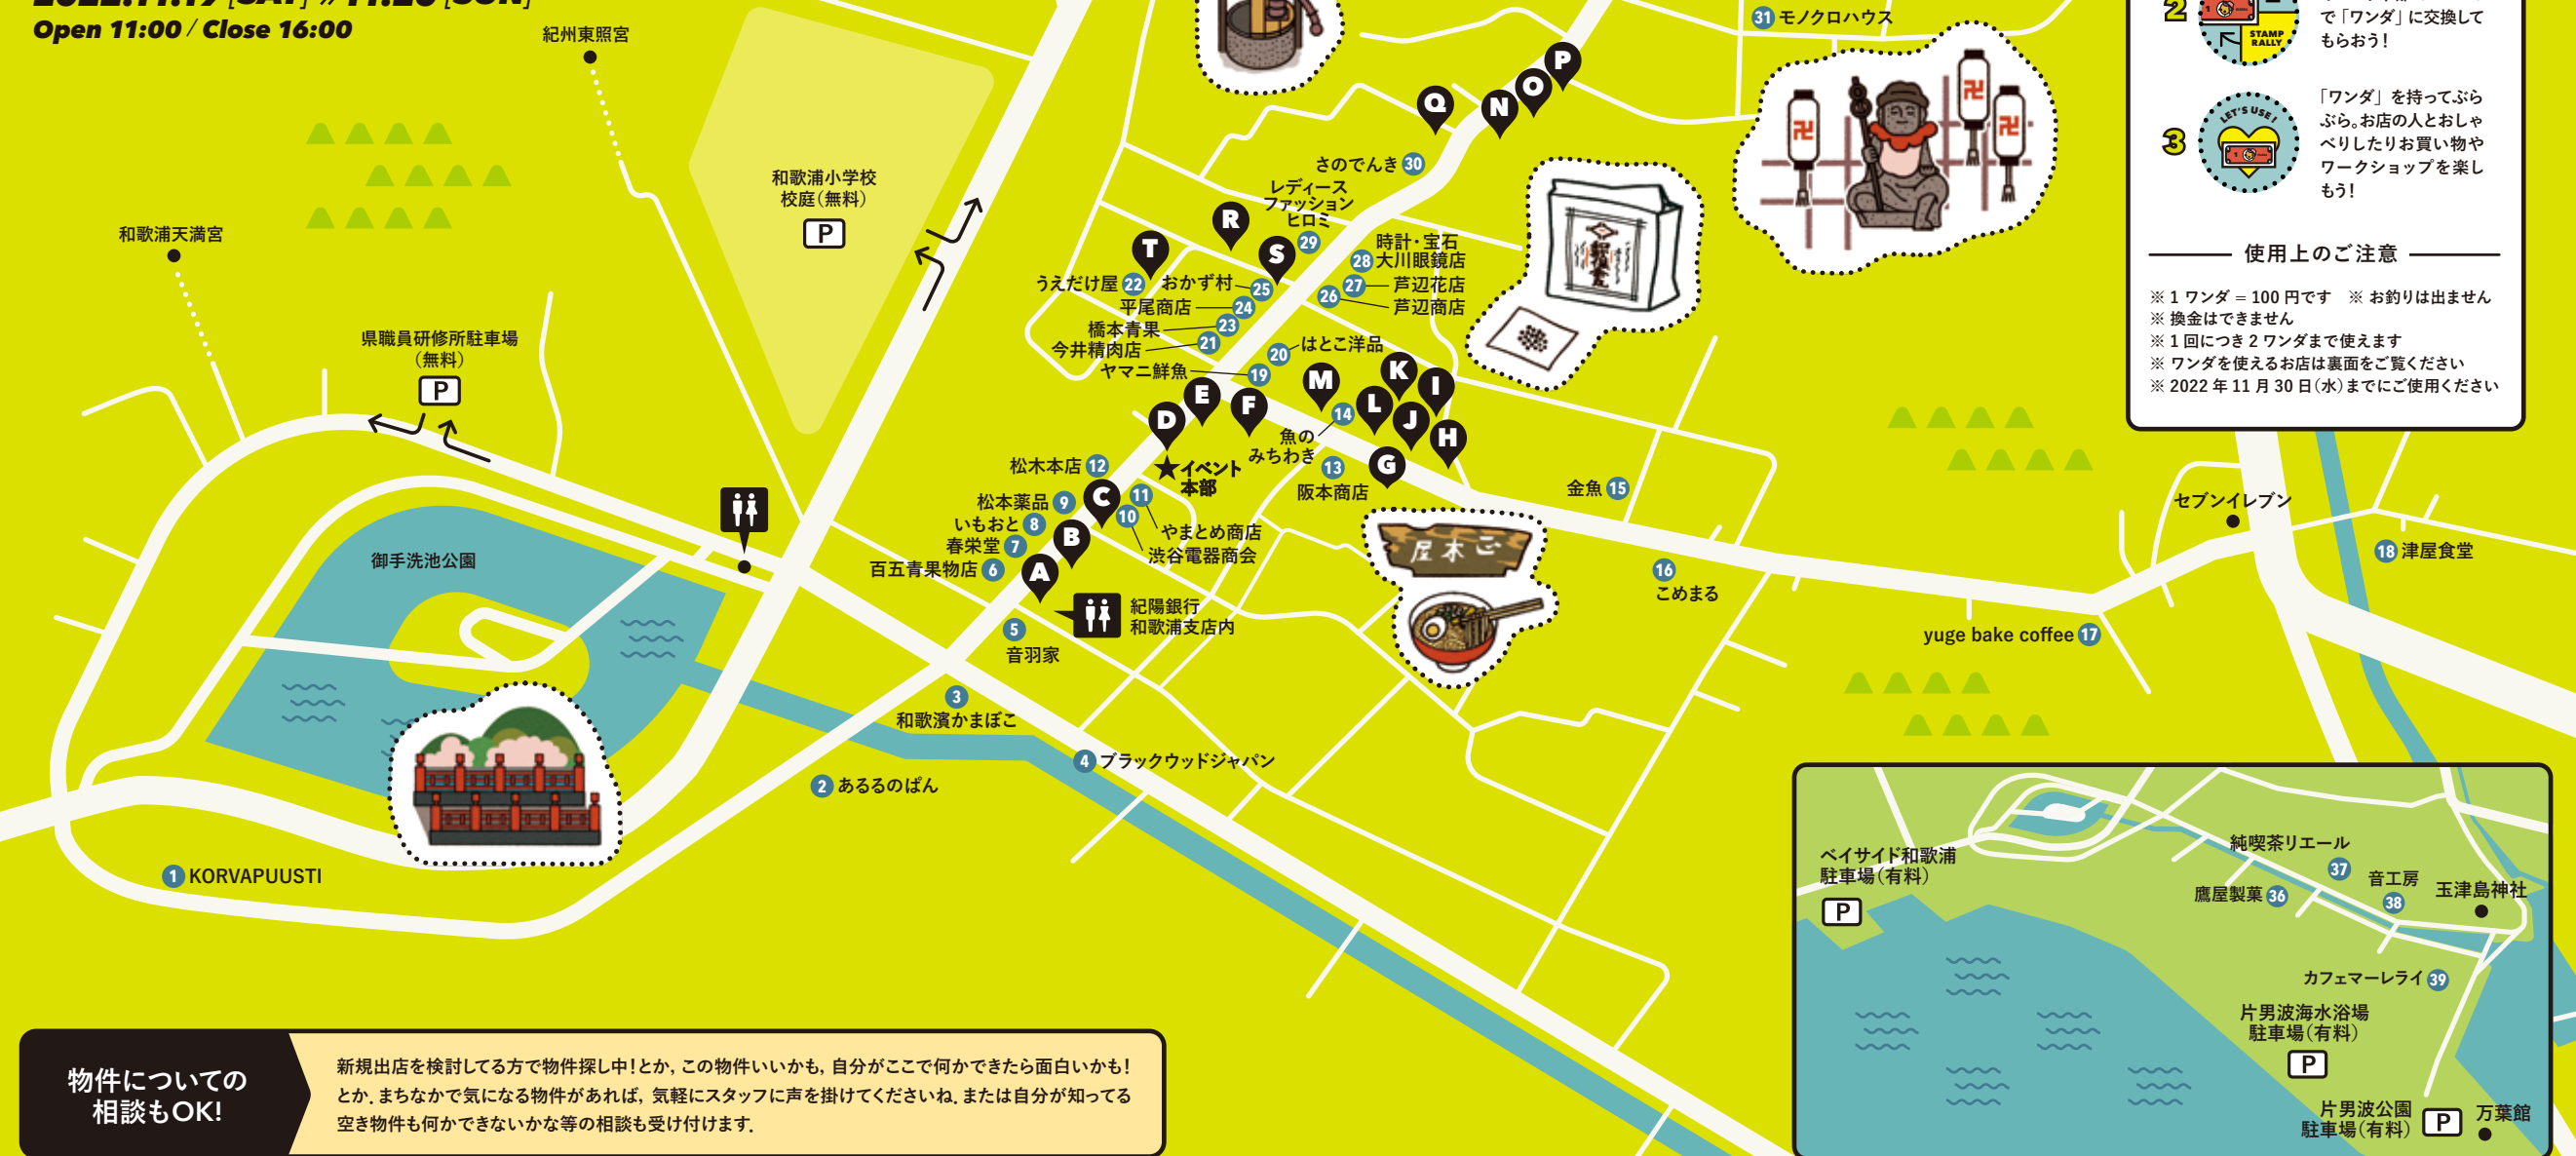 2022.11.19 [SAT] 11.20 [SUN]
Open 11:00 / Close 16:00
紀州東照宮
和歌浦天満宮
和歌浦小学校
校庭(無料)
P
県職員研修所駐車場
(無料)
P
御手洗池公園
1 KORVAPUUSTI
2 あるるのぱん
3
和歌濱かまぼこ
4 ブラックウッドジャパン
5
音羽家
紀陽銀行
和歌浦支店内
百五青果物店 6
春栄堂 7
いもおと 8
松本薬品 9
松木本店 12
A
B
C
D
E
F
11
10
やまとめ商店
渋谷電器商会
★イベント
本部
魚の
みちわき
14
13
阪本商店
G
H
I
J
K
L
M
ヤマニ鮮魚 19
20 はとこ洋品
今井精肉店 21
橋本青果 23
平尾商店 24
うえだけ屋 22
おかず村 25
T
R
S
レディース
ファッション
ヒロミ
29
さのでんき 30
28 時計・宝石
大川眼鏡店
27 芦辺花店
26 芦辺商店
Q
N
O
P
31 モノクロハウス
卍
卍
卍
屋木正
金魚 15
16
こめまる
yuge bake coffee 17
セブンイレブン
18 津屋食堂
2
STAMP
RALLY
で「ワンダ」に交換して
もらおう!
3
LET'S USE!
「ワンダ」を持ってぶら
ぶら。お店の人とおしゃ
べりしたりお買い物や
ワークショップを楽し
もう!
使用上のご注意
※ 1 ワンダ = 100 円です ※ お釣りは出ません
※ 換金はできません
※ 1 回につき 2 ワンダまで使えます
※ ワンダを使えるお店は裏面をご覧ください
※ 2022 年 11 月 30 日(水)までにご使用ください
ベイサイド和歌浦
駐車場(有料)
P
純喫茶リエール
37
鷹屋製菓 36
音工房
38
玉津島神社
カフェマーレライ 39
片男波海水浴場
駐車場(有料)
P
片男波公園
駐車場(有料)
P
万葉館
物件についての
相談もOK!
新規出店を検討してる方で物件探し中!とか, この物件いいかも, 自分がここで何かできたら面白いかも!
とか. まちなかで気になる物件があれば, 気軽にスタッフに声を掛けてくださいね. または自分が知ってる
空き物件も何かできないかな等の相談も受け付けます.